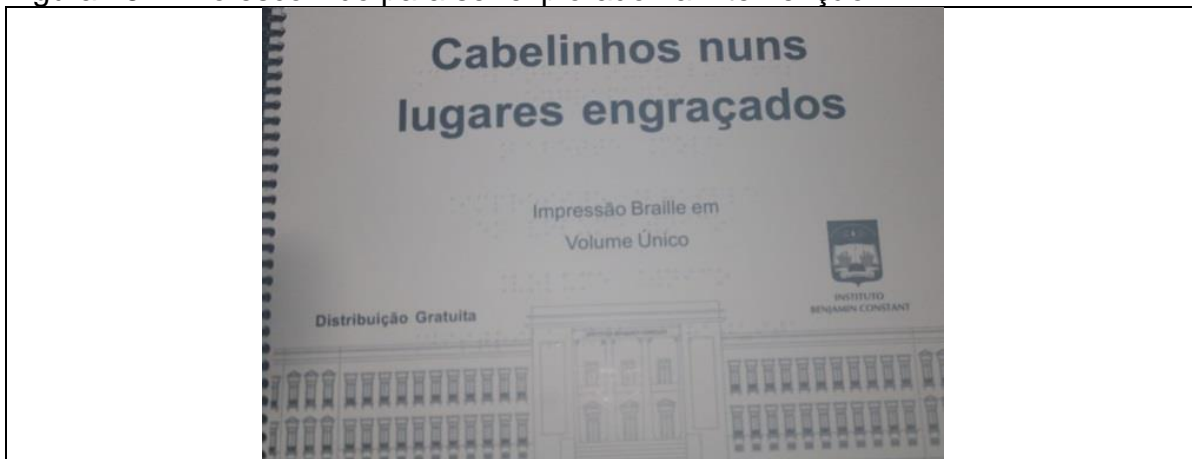 Cabelinhos nuns
lugares engraçados
Impressão Braille em
Volume Único
INSTITUTO
BENJAMIN CONSTANT
Distribuição Gratuita